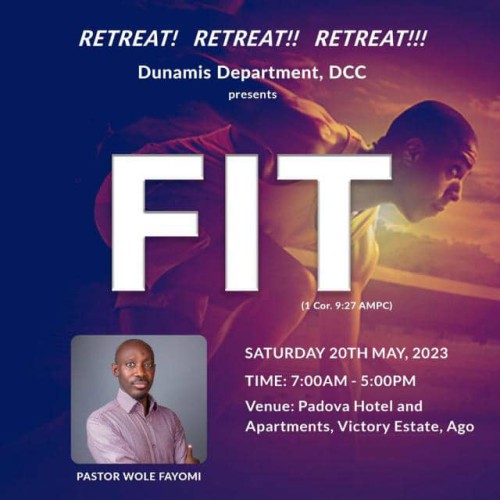 RETREAT! RETREAT!! RETREAT!!!
Dunamis Department, DCC
presents
FIT
(1 Cor. 9:27 AMPC)
SATURDAY 20TH MAY, 2023
TIME: 7:00AM - 5:00PM
Venue: Padova Hotel and
Apartments, Victory Estate, Ago
PASTOR WOLE FAYOMI